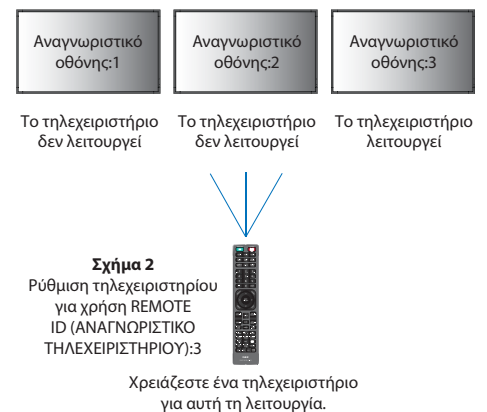 Αναγνωριστικό
οθόνης:1
Αναγνωριστικό
οθόνης:2
Αναγνωριστικό
οθόνης:3
Το τηλεχειριστήριο
δεν λειτουργεί
Το τηλεχειριστήριο
δεν λειτουργεί
Το τηλεχειριστήριο
λειτουργεί
Σχήμα 2
Ρύθμιση τηλεχειριστηρίου
για χρήση REMOTE
ID (ΑΝΑΓΝΩΡΙΣΤΙΚΟ
ΤΗΛΕΧΕΙΡΙΣΤΗΡΙΟΥ):3
Χρειάζεστε ένα τηλεχειριστήριο
για αυτή τη λειτουργία.